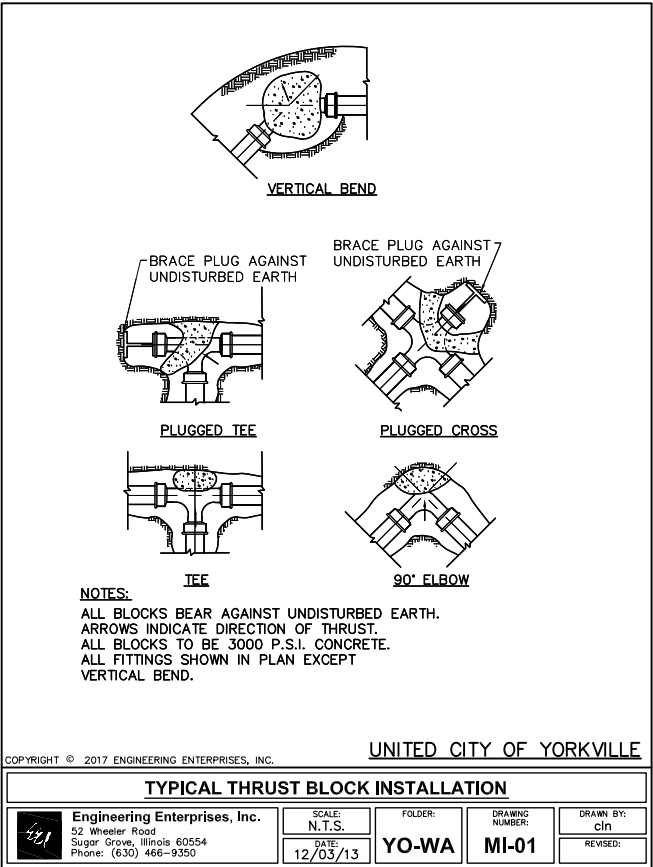 VERTICAL BEND
BRACE PLUG AGAINST
UNDISTURBED EARTH
BRACE PLUG AGAINST
UNDISTURBED EARTH
PLUGGED TEE
PLUGGED CROSS
TEE
90° ELBOW
NOTES:
ALL BLOCKS BEAR AGAINST UNDISTURBED EARTH.
ARROWS INDICATE DIRECTION OF THRUST.
ALL BLOCKS TO BE 3000 P.S.I. CONCRETE.
ALL FITTINGS SHOWN IN PLAN EXCEPT
VERTICAL BEND.
COPYRIGHT © 2017 ENGINEERING ENTERPRISES, INC.
UNITED CITY OF YORKVILLE
TYPICAL THRUST BLOCK INSTALLATION
EEI
Engineering Enterprises, Inc.
52 Wheeler Road
Sugar Grove, Illinois 60554
Phone: (630) 466-9350
SCALE:
N.T.S.
DATE:
12/03/13
FOLDER:
YO-WA
DRAWING
NUMBER:
MI-01
DRAWN BY:
cln
REVISED: